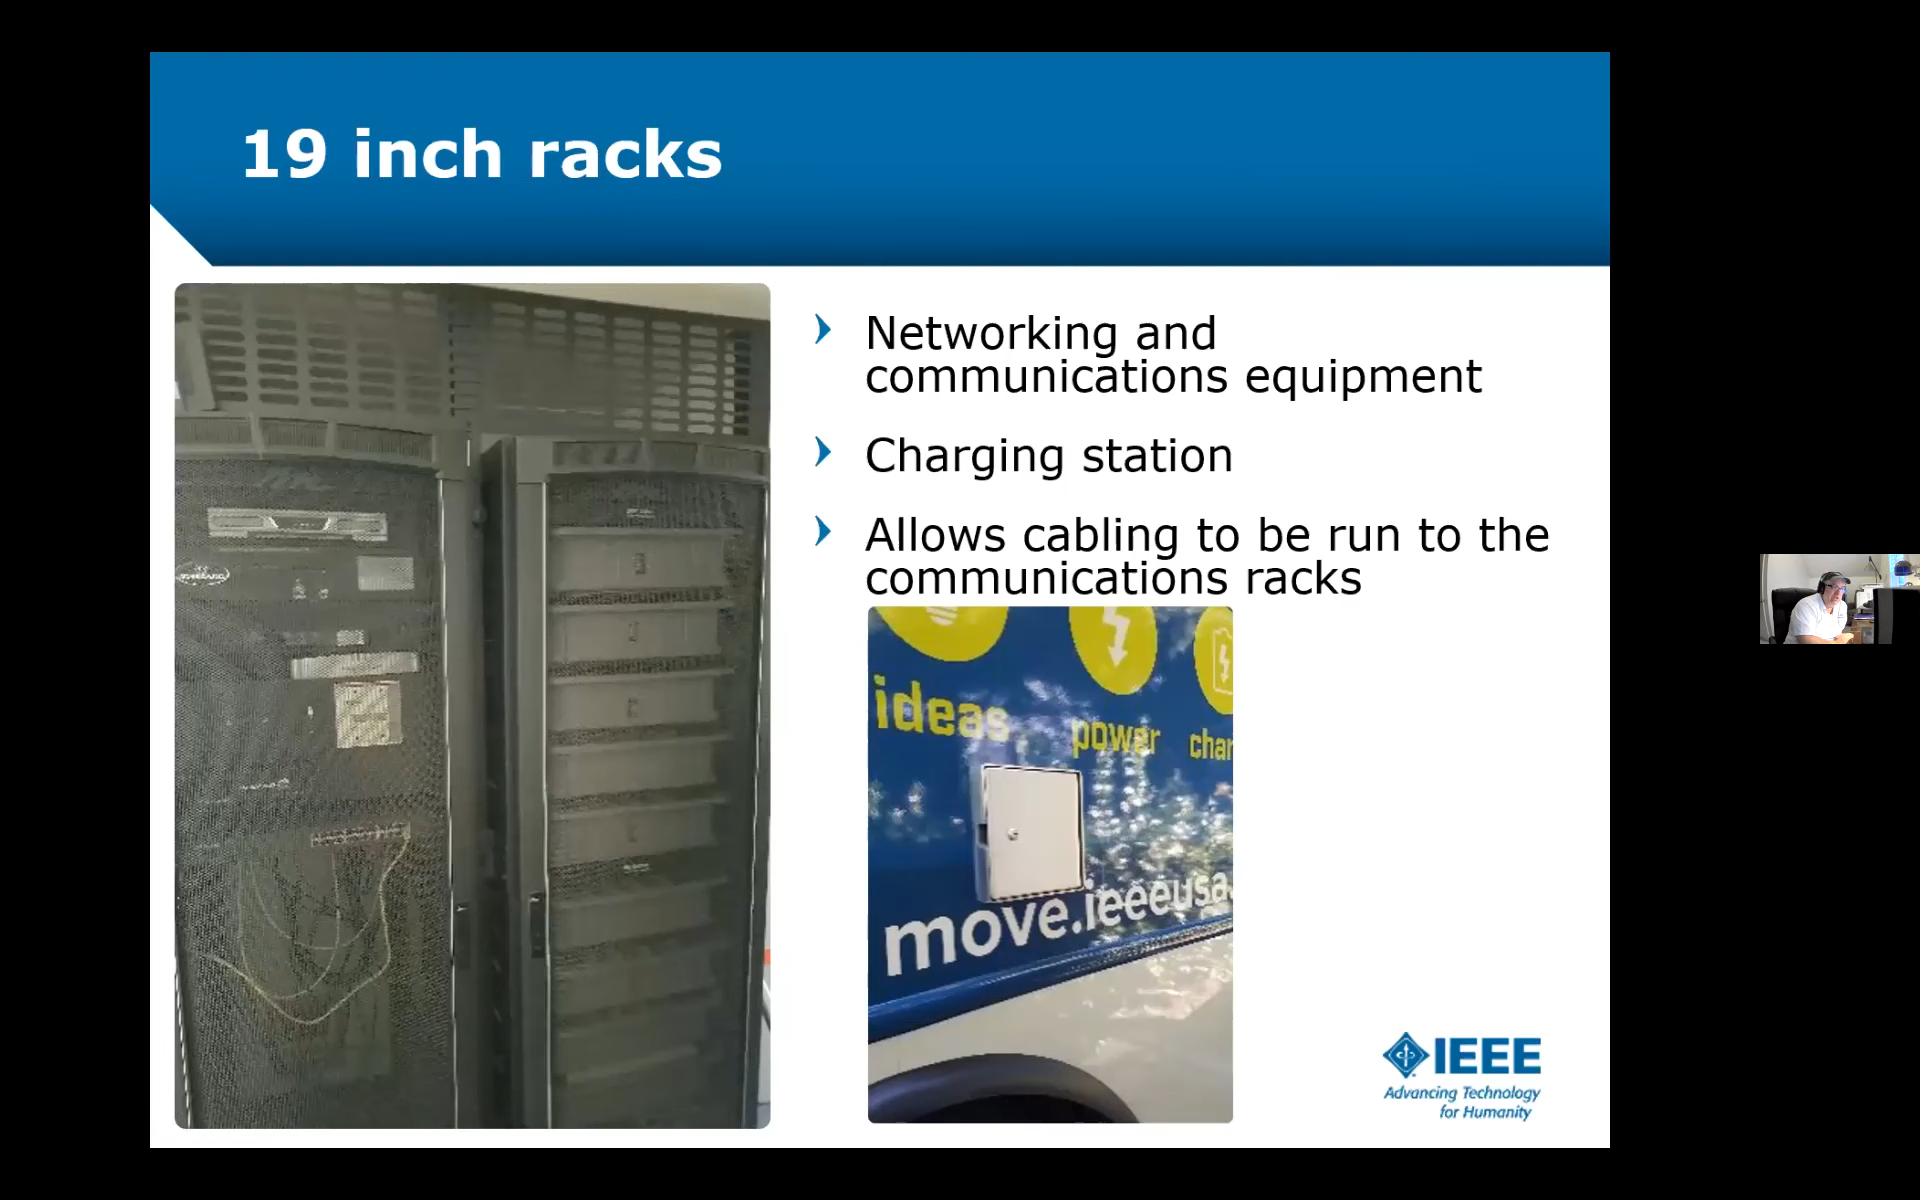 19 inch racks
Networking and
communications equipment
Charging station
Allows cabling to be run to the
communications racks
ideas
power
char
move.ieeeusa.
IEEE
Advancing Technology
for Humanity